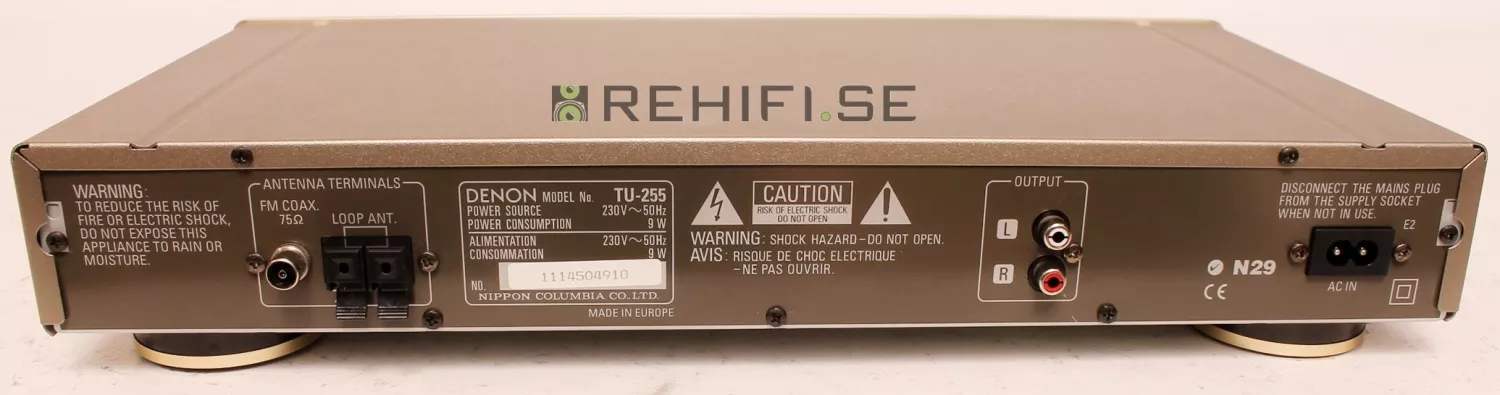 REHIFI.SE
WARNING:
TO REDUCE THE RISK OF
FIRE OR ELECTRIC SHOCK,
DO NOT EXPOSE THIS
APPLIANCE TO RAIN OR
MOISTURE.
ANTENNA TERMINALS
FM COAX.
75Ω
LOOP ANT.
DENON MODEL No. TU-255
POWER SOURCE 230V~50Hz
POWER CONSUMPTION 9W
ALIMENTATION 230V~50Hz
CONSOMMATION 9W
NO. 1114504910
NIPPON COLUMBIA CO.,LTD.
MADE IN EUROPE
CAUTION
RISK OF ELECTRIC SHOCK
DO NOT OPEN
WARNING: SHOCK HAZARD-DO NOT OPEN.
AVIS: RISQUE DE CHOC ELECTRIQUE
-NE PAS OUVRIR.
OUTPUT
L
R
DISCONNECT THE MAINS PLUG
FROM THE SUPPLY SOCKET
WHEN NOT IN USE.
E2
N29
CE
AC IN